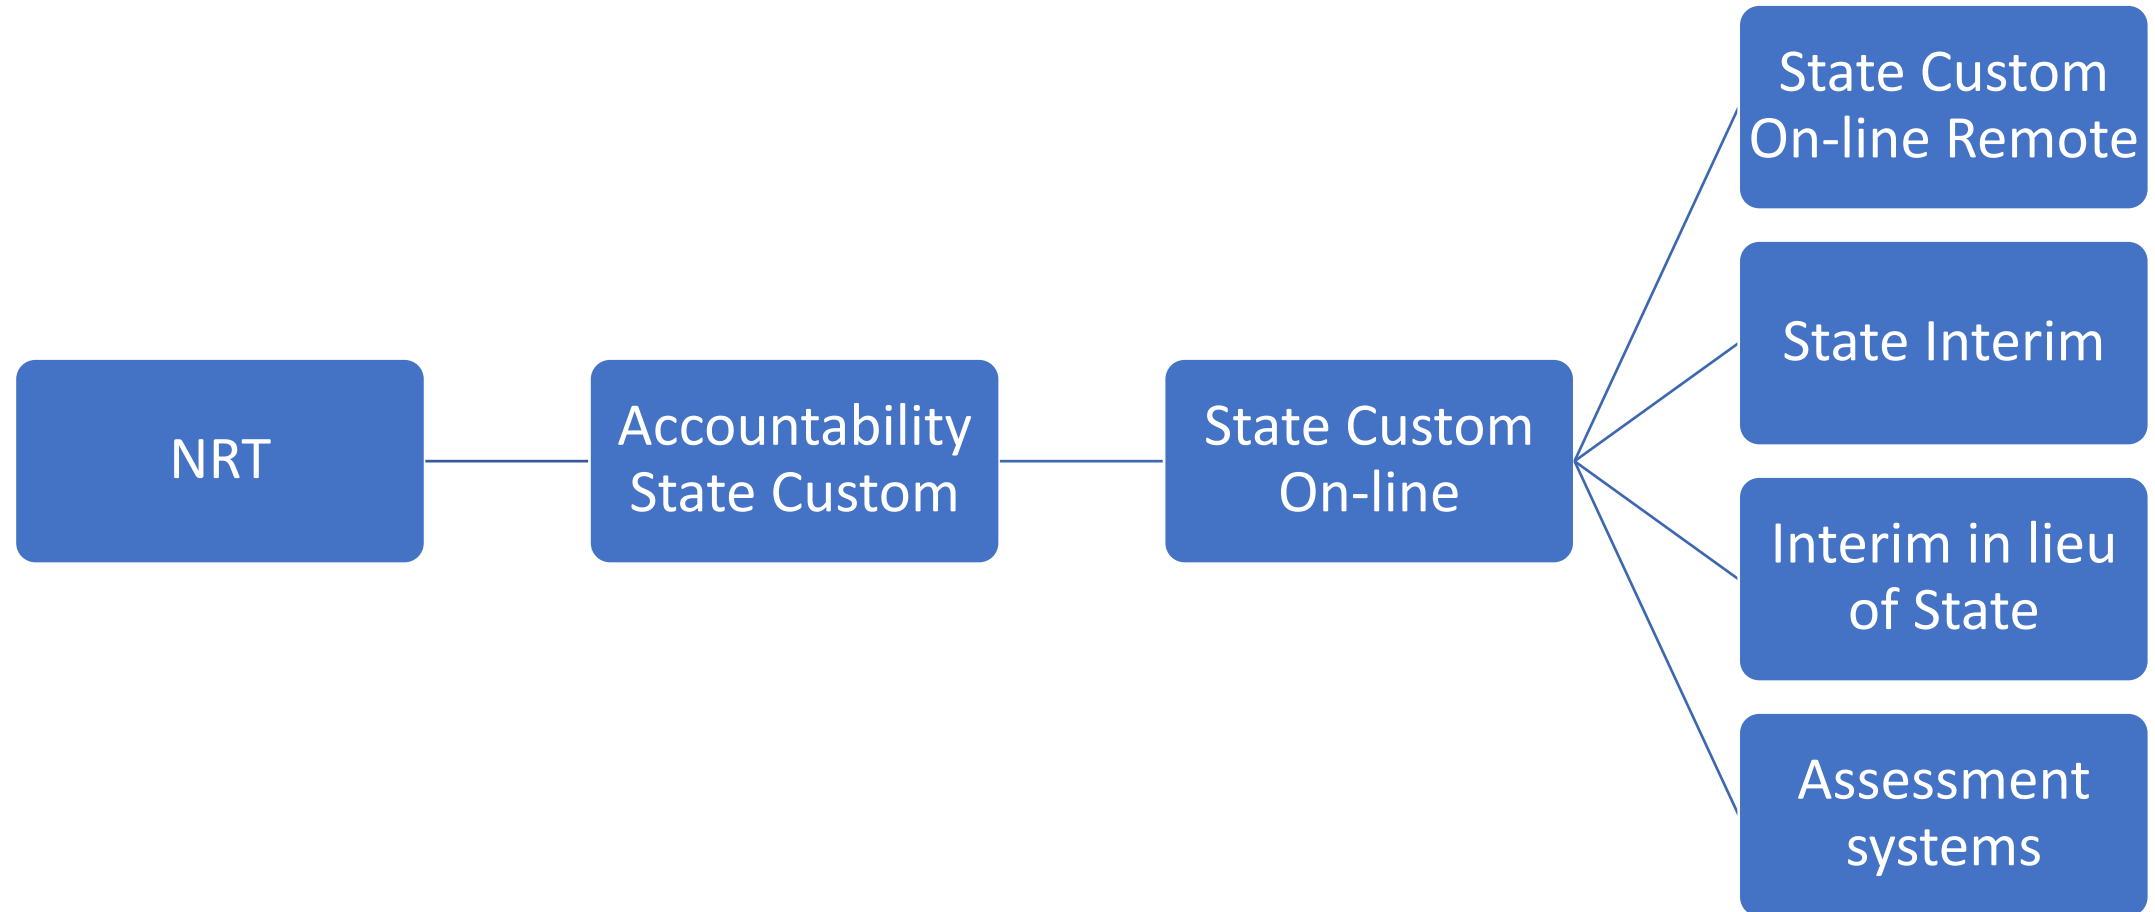 NRT
Accountability
State Custom
State Custom
On-line
State Custom
On-line Remote
State Interim
Interim in lieu
of State
Assessment
systems